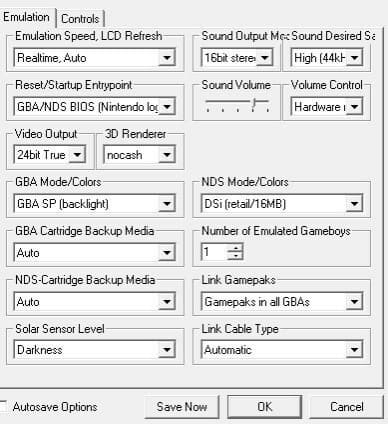 Emulation Controls
Emulation Speed, LCD Refresh Sound Output Mo Sound Desired Sa
Realtime, Auto 16bit stere High (44kH
Reset/Startup Entrypoint Sound Volume Volume Control
GBA/NDS BIOS (Nintendo log Hardware
Video Output 3D Renderer
24bit True nocash
GBA Mode/Colors NDS Mode/Colors
GBA SP (backlight) DSi (retail/16MB)
GBA Cartridge Backup Media Number of Emulated Gameboys
Auto 1
NDS-Cartridge Backup Media Link Gamepaks
Auto Gamepaks in all GBAs
Solar Sensor Level Link Cable Type
Darkness Automatic
Autosave Options Save Now OK Cancel